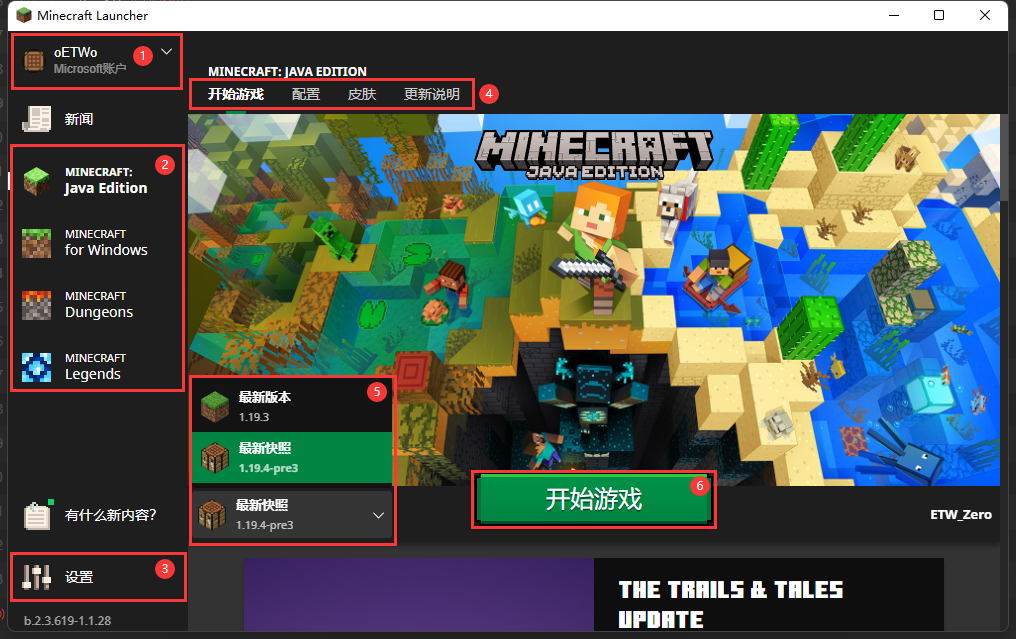 Minecraft Launcher
oETWo
Microsoft账户
1
新闻
2
MINECRAFT:
Java Edition
MINECRAFT
for Windows
MINECRAFT
Dungeons
MINECRAFT
Legends
有什么新内容?
设置
3
b.2.3.619-1.1.28
MINECRAFT: JAVA EDITION
开始游戏 配置 皮肤 更新说明
4
MINECRAFT
JAVA EDITION
最新版本
5
1.19.3
最新快照
1.19.4-pre3
最新快照
1.19.4-pre3
开始游戏
6
ETW_Zero
THE TRAILS & TALES
UPDATE